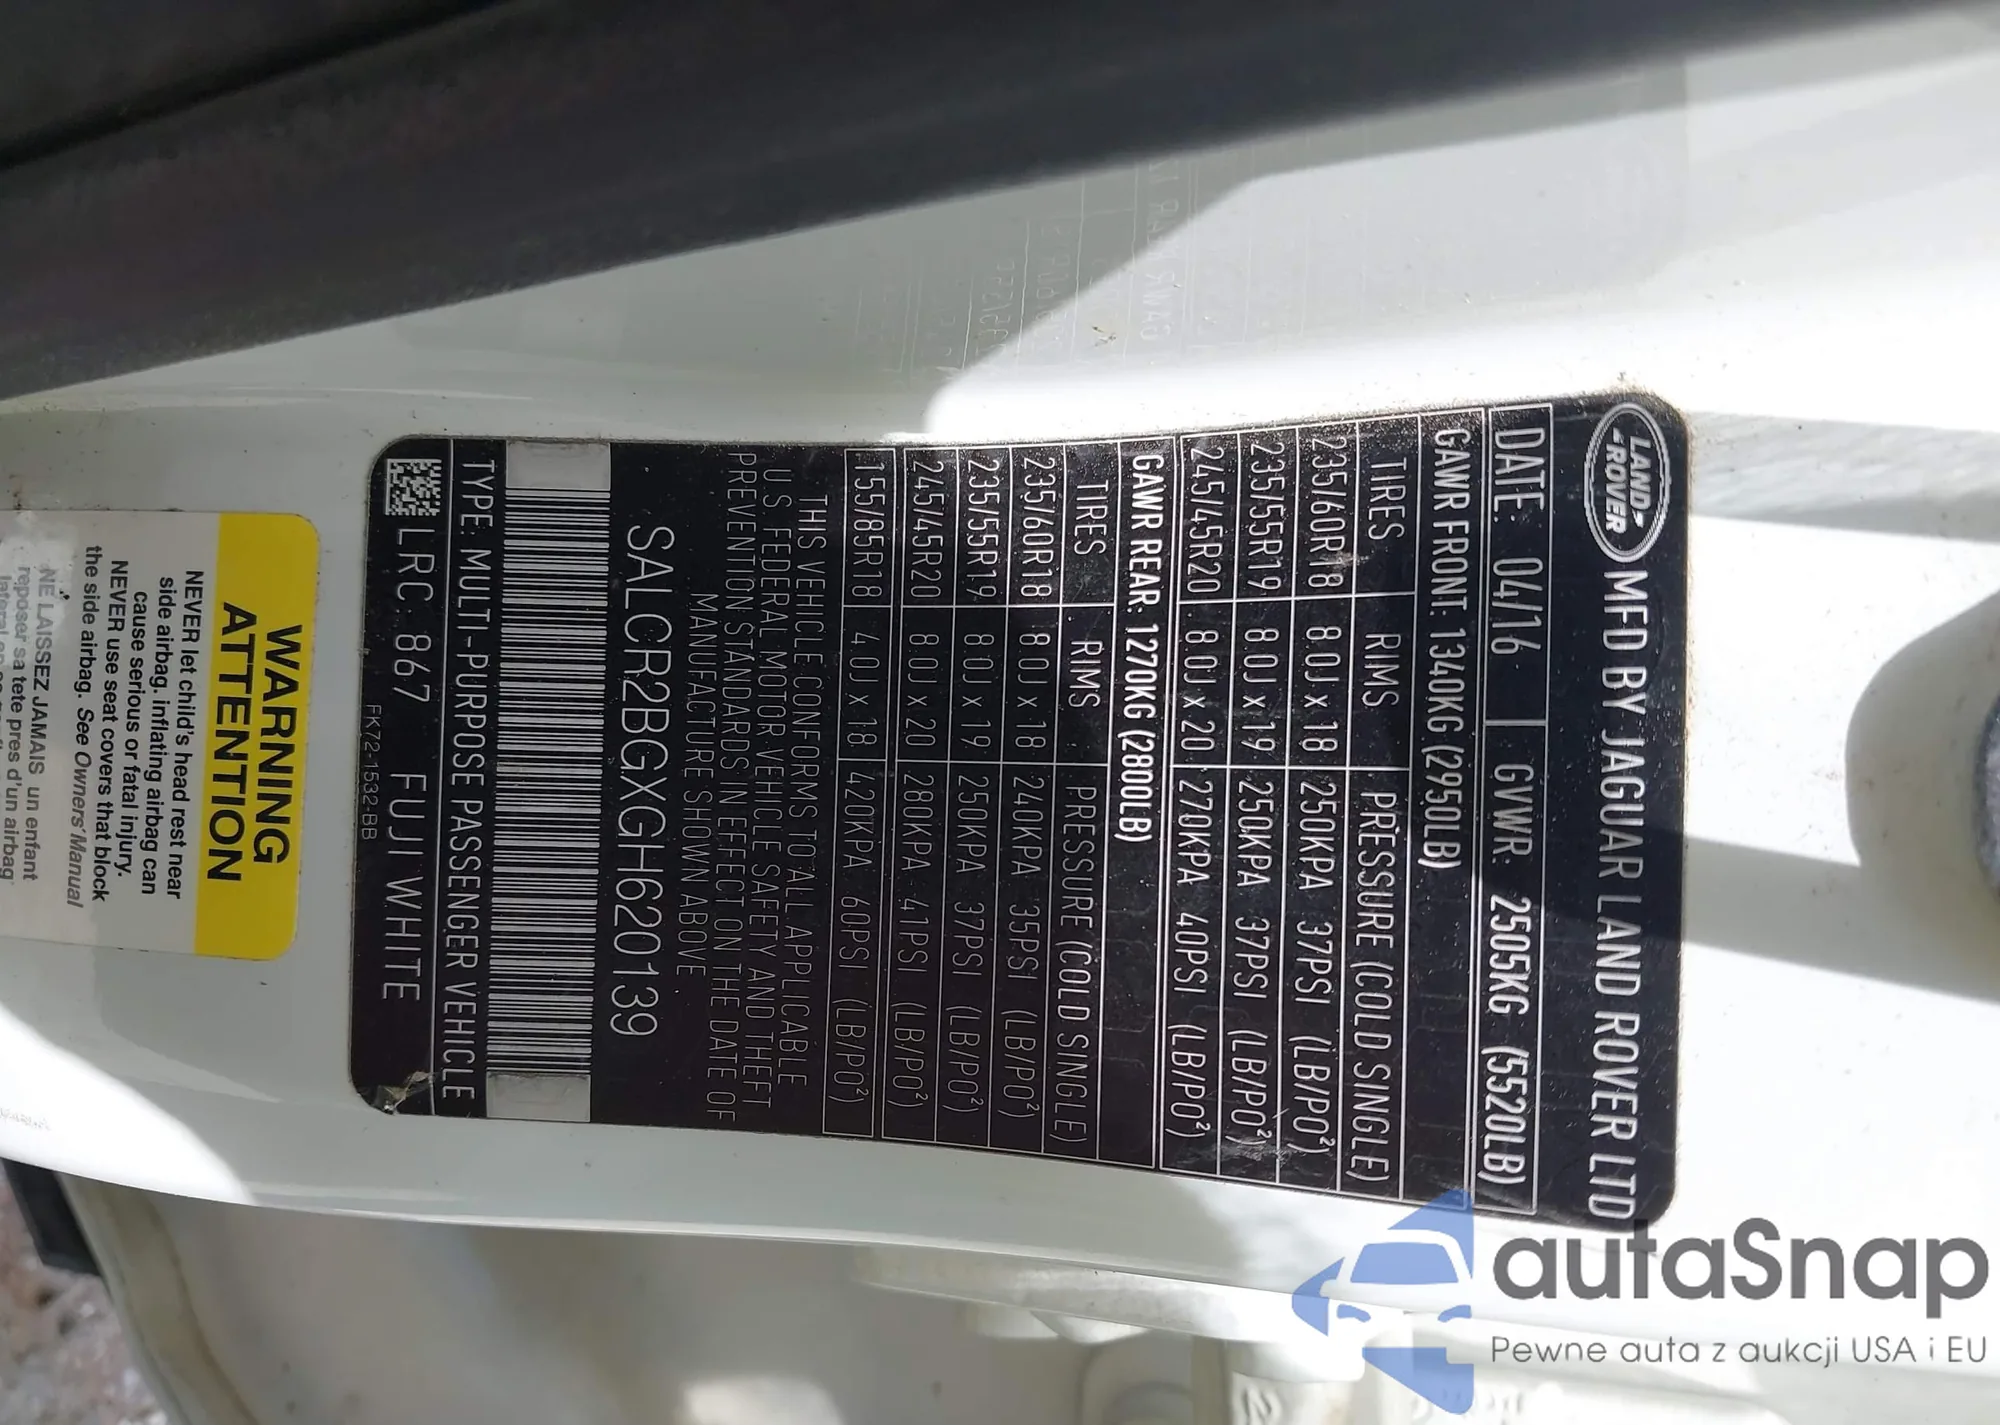 LAND-
-ROVER
MFD BY JAGUAR LAND ROVER LTD
DATE: 04/16 GVWR: 2505KG (5520LB)
GAWR FRONT: 1340KG (2950LB)
TIRES RIMS PRESSURE (COLD SINGLE)
235/60R18 8.0J x 18 250KPA 37PSI (LB/PO²)
235/55R19 8.0J x 19 250KPA 37PSI (LB/PO²)
245/45R20 8.0J x 20 270KPA 40PSI (LB/PO²)
GAWR REAR: 1270KG (2800LB)
TIRES RIMS PRESSURE (COLD SINGLE)
235/60R18 8.0J x 18 240KPA 35PSI (LB/PO²)
235/55R19 8.0J x 19 250KPA 37PSI (LB/PO²)
245/45R20 8.0J x 20 280KPA 41PSI (LB/PO²)
155/85R18 4.0J x 18 420KPA 60PSI (LB/PO²)
THIS VEHICLE CONFORMS TO ALL APPLICABLE
U.S. FEDERAL MOTOR VEHICLE SAFETY AND THEFT
PREVENTION STANDARDS IN EFFECT ON THE DATE OF
MANUFACTURE SHOWN ABOVE
SALCR2BGXGH620139
TYPE: MULTI-PURPOSE PASSENGER VEHICLE
LRC: 867 FUJI WHITE
FK72-1532-BB
WARNING
ATTENTION
NEVER let child's head rest near
side airbag. inflating airbag can
cause serious or fatal injury.
NEVER use seat covers that block
the side airbag. See Owners'Manual
NE LAISSEZ JAMAIS un enfant
reposer sa tete pres d'un airbag
autaSnap
Pewne auta z aukcji USA i EU